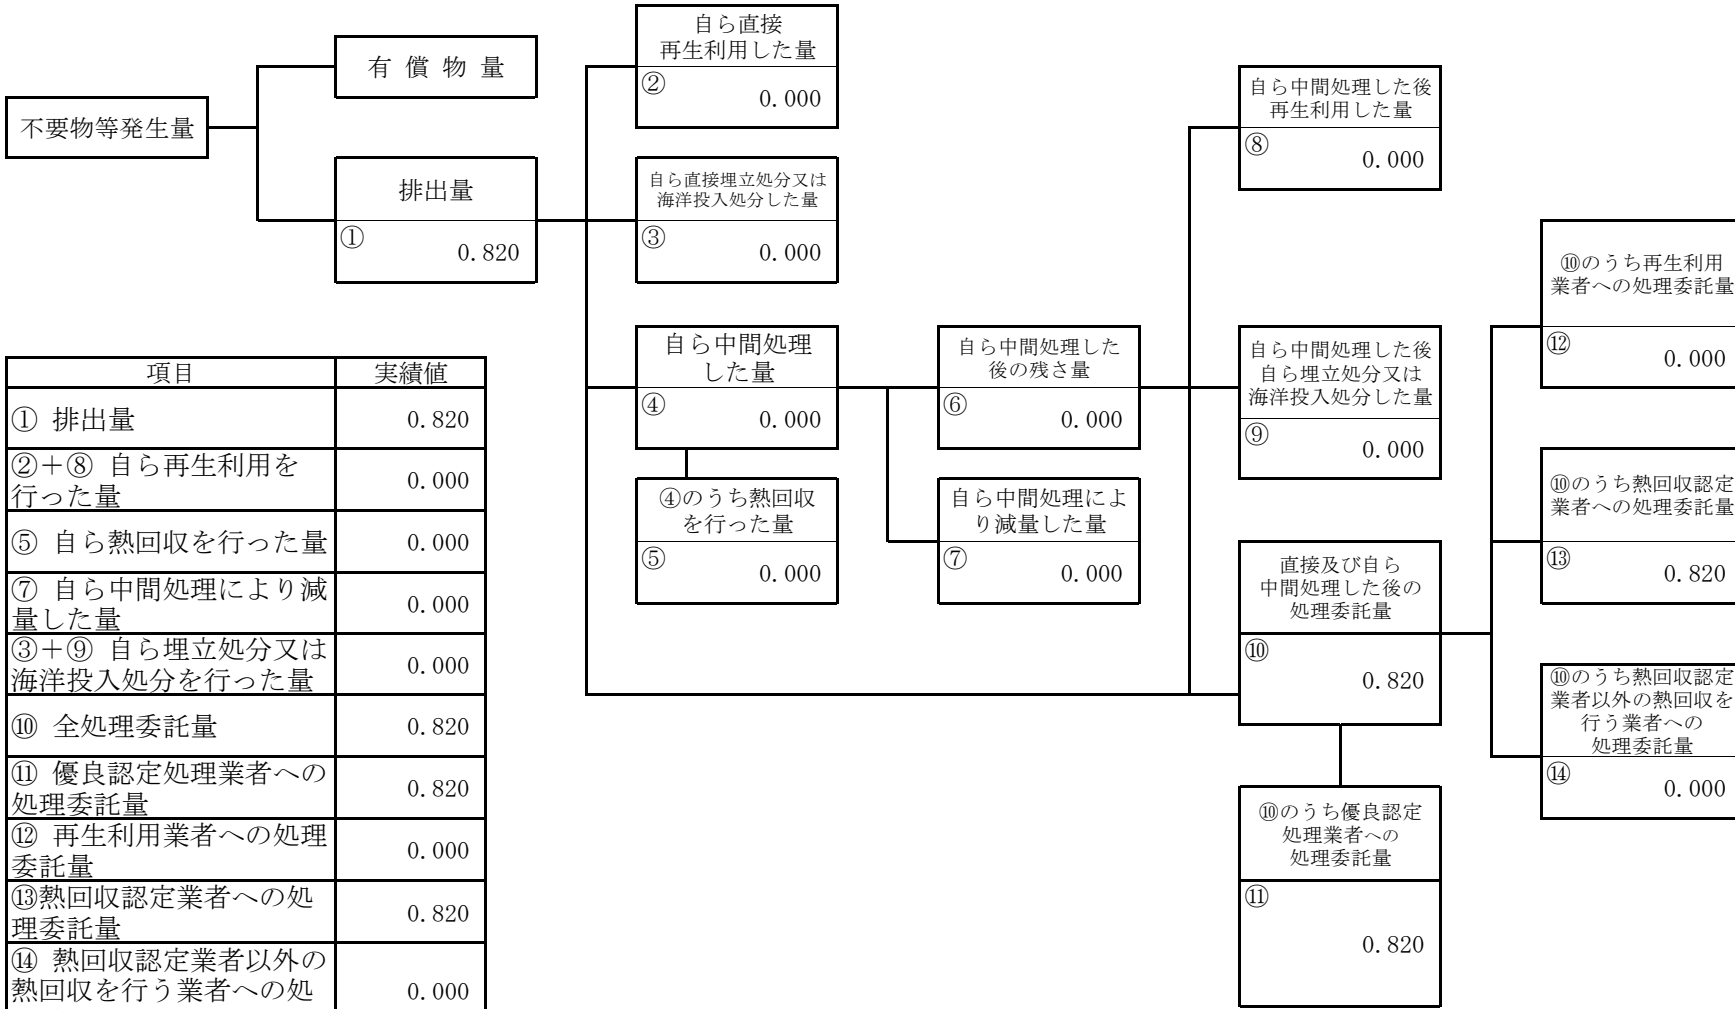 不要物等発生量
有 償 物 量
排出量
①
0.820
自ら直接
再生利用した量
②
0.000
自ら直接埋立処分又は
海洋投入処分した量
③
0.000
自ら中間処理
した量
④
0.000
④のうち熱回収
を行った量
⑤
0.000
自ら中間処理した
後の残さ量
⑥
0.000
自ら中間処理によ
り減量した量
⑦
0.000
自ら中間処理した後
再生利用した量
⑧
0.000
自ら中間処理した後
自ら埋立処分又は
海洋投入処分した量
⑨
0.000
直接及び自ら
中間処理した後の
処理委託量
⑩
0.820
⑩のうち優良認定
処理業者への
処理委託量
⑪
0.820
⑩のうち再生利用
業者への処理委託量
⑫
0.000
⑩のうち熱回収認定
業者への処理委託量
⑬
0.820
⑩のうち熱回収認定
業者以外の熱回収を
行う業者への
処理委託量
⑭
0.000
項目 実績値
① 排出量 0.820
②+⑧ 自ら再生利用を
行った量 0.000
⑤ 自ら熱回収を行った量 0.000
⑦ 自ら中間処理により減
量した量 0.000
③+⑨ 自ら埋立処分又は
海洋投入処分を行った量 0.000
⑩ 全処理委託量 0.820
⑪ 優良認定処理業者への
処理委託量 0.820
⑫ 再生利用業者への処理
委託量 0.000
⑬熱回収認定業者への処
理委託量 0.820
⑭ 熱回収認定業者以外の
熱回収を行う業者への処 0.000